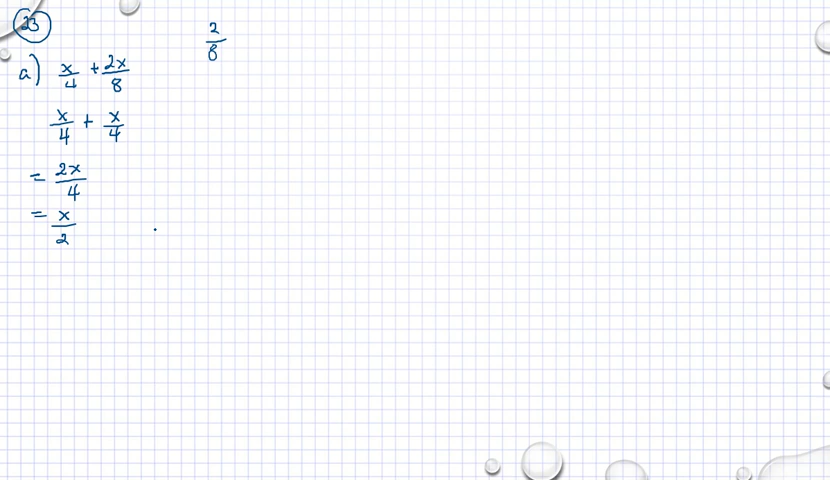 23
2/8
a) x/4 + 2x/8
x/4 + x/4
= 2x/4
= x/2